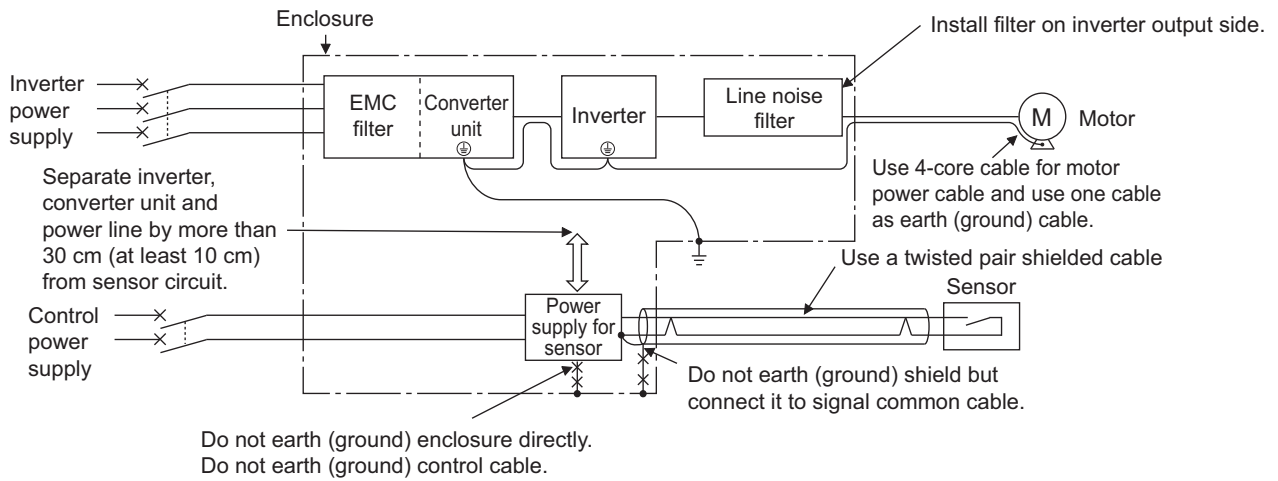 Enclosure
Install filter on inverter output side.
Inverter
power
supply
EMC
filter
Converter
unit
Inverter
Line noise
filter
M
Motor
Use 4-core cable for motor
power cable and use one cable
as earth (ground) cable.
Separate inverter,
converter unit and
power line by more than
30 cm (at least 10 cm)
from sensor circuit.
Use a twisted pair shielded cable
Sensor
Control
power
supply
Power
supply for
sensor
Do not earth (ground) shield but
connect it to signal common cable.
Do not earth (ground) enclosure directly.
Do not earth (ground) control cable.